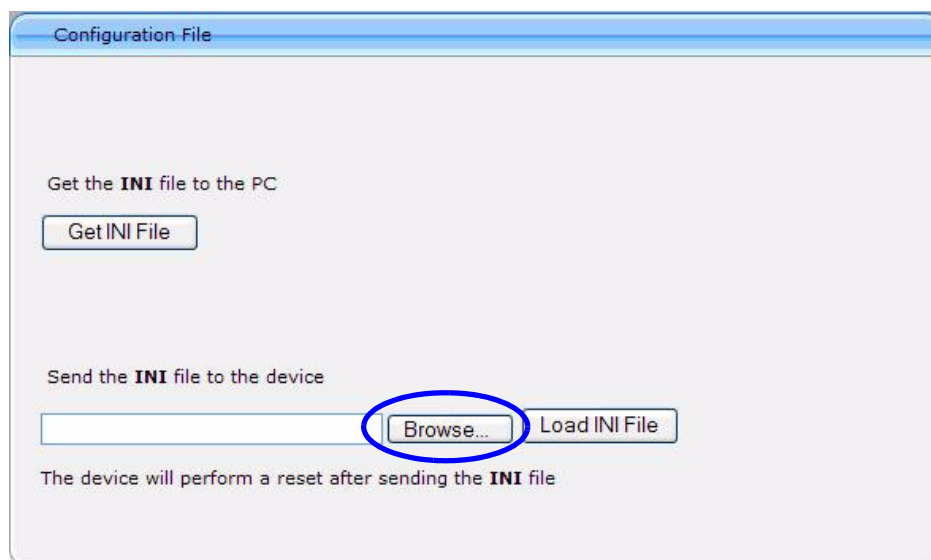 Configuration File
Get the INI file to the PC
Get INI File
Send the INI file to the device
Browse... Load INI File
The device will perform a reset after sending the INI file